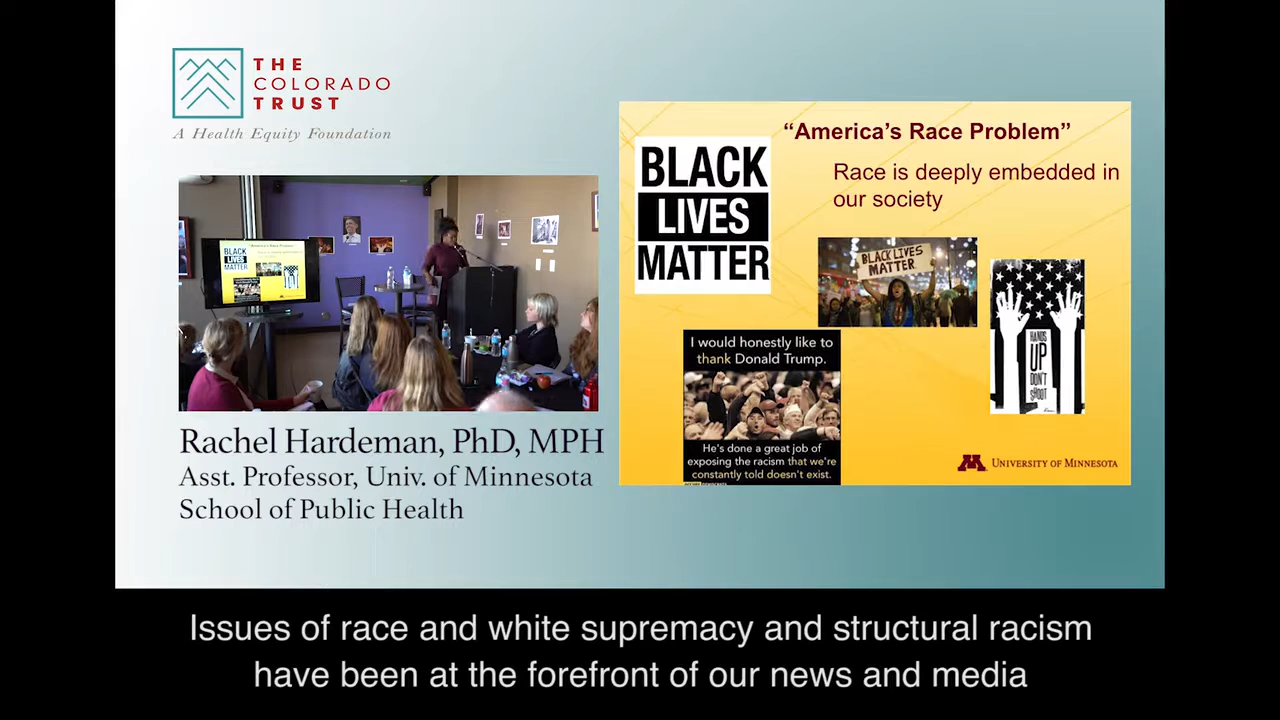 THE
COLORADO
TRUST
A Health Equity Foundation
Rachel Hardeman, PhD, MPH
Asst. Professor, Univ. of Minnesota
School of Public Health
"America's Race Problem"
Race is deeply embedded in
our society
BLACK
LIVES
MATTER
BLACK LIVES
MATTER
I would honestly like to
thank Donald Trump.
He's done a great job of
exposing the racism that we're
constantly told doesn't exist.
HANDS
UP
DON'T
SHOOT
M UNIVERSITY OF MINNESOTA
BLACK
LIVES
MATTER
Issues of race and white supremacy and structural racism
have been at the forefront of our news and media